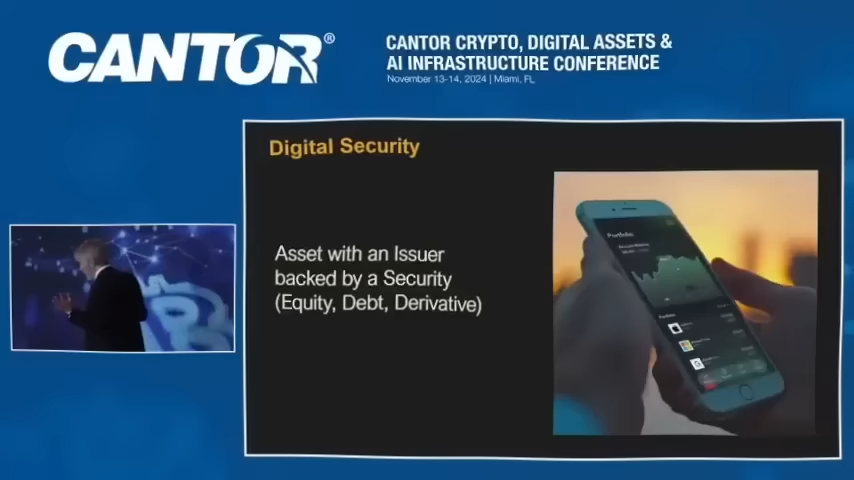 CANTOR®
CANTOR CRYPTO, DIGITAL ASSETS &
AI INFRASTRUCTURE CONFERENCE
November 13-14, 2024 | Miami, FL
Digital Security
Asset with an Issuer
backed by a Security
(Equity, Debt, Derivative)
Portfolio